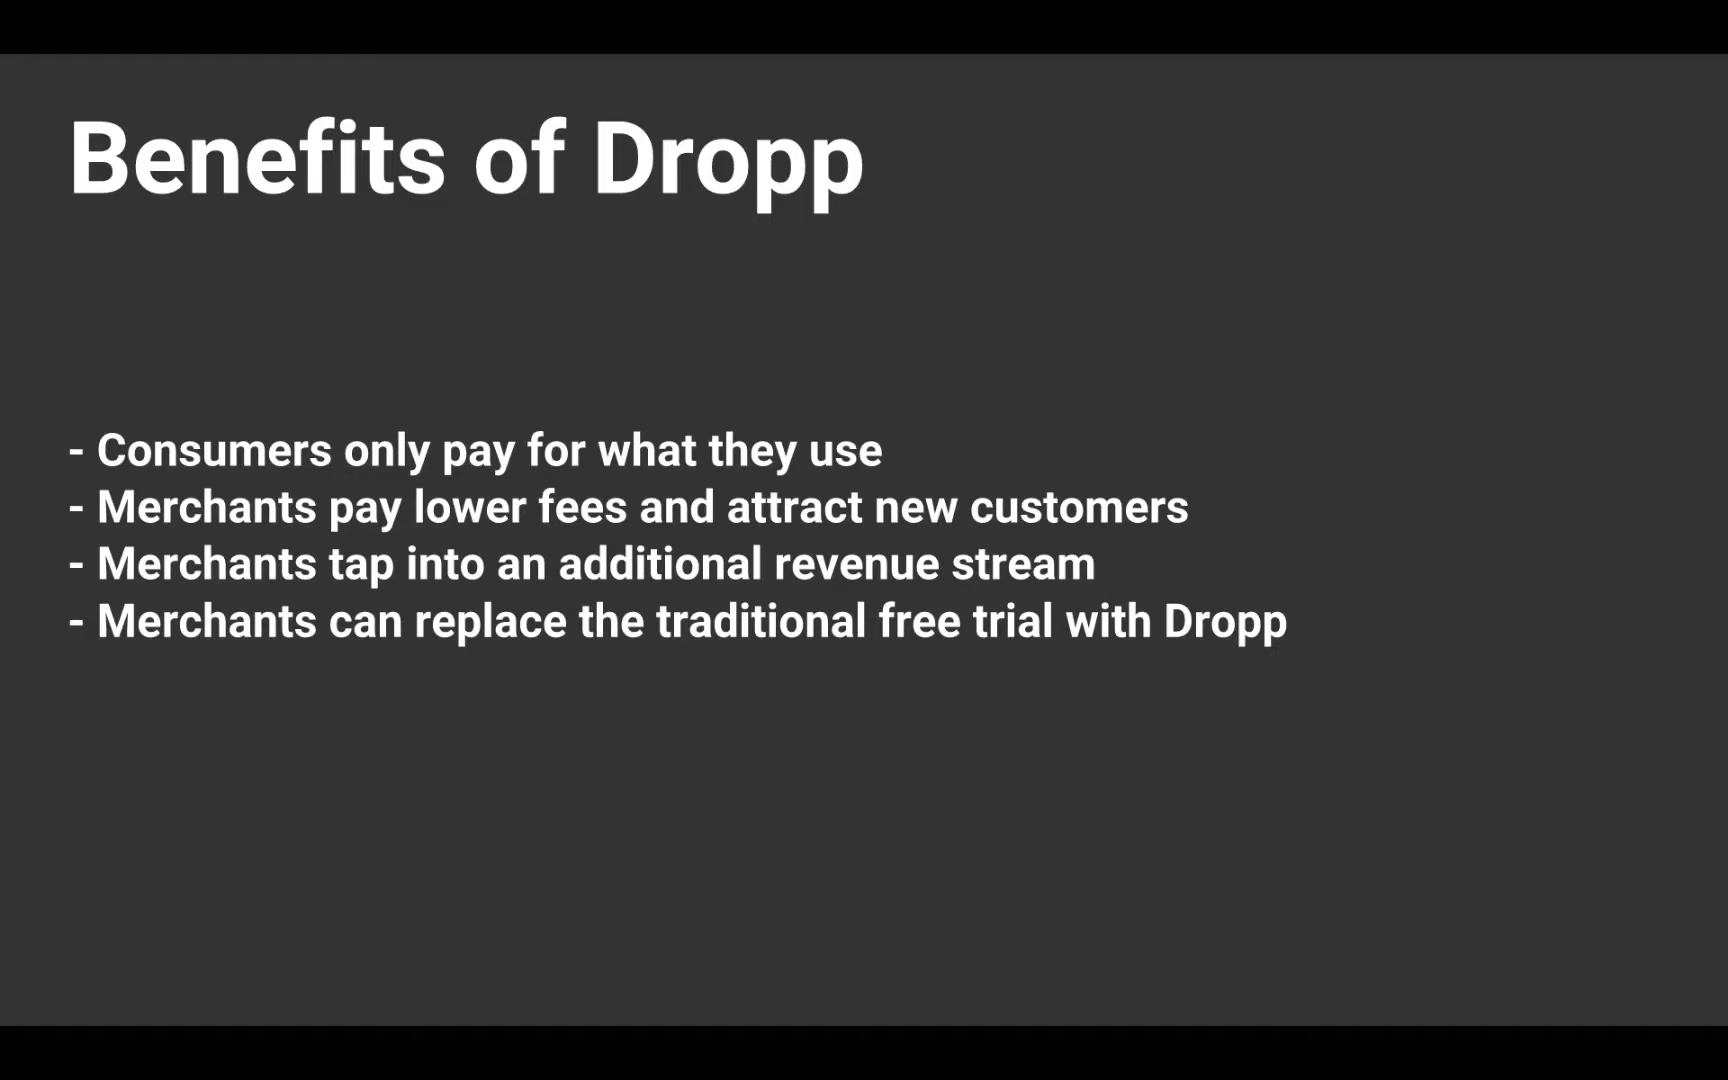 Benefits of Dropp
- Consumers only pay for what they use
- Merchants pay lower fees and attract new customers
- Merchants tap into an additional revenue stream
- Merchants can replace the traditional free trial with Dropp